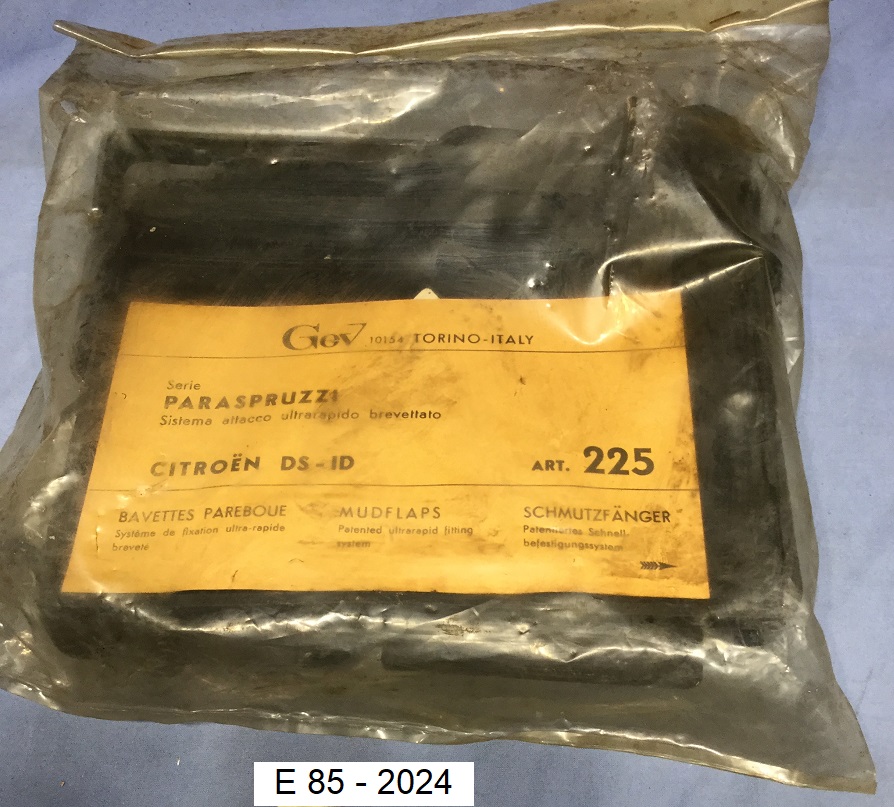 Gev 10154 TORINO-ITALY
Serie
PARASPRUZZI
Sistema attacco ultrarapido brevettato
CITROËN DS-ID ART. 225
BAVETTES PAREBOUE
Système de fixation ultra-rapide
breveté
MUDFLAPS
Patented ultrarapid fitting
system
SCHMUTZFÄNGER
Patentiertes Schnell-
befestigungssystem
E 85 - 2024